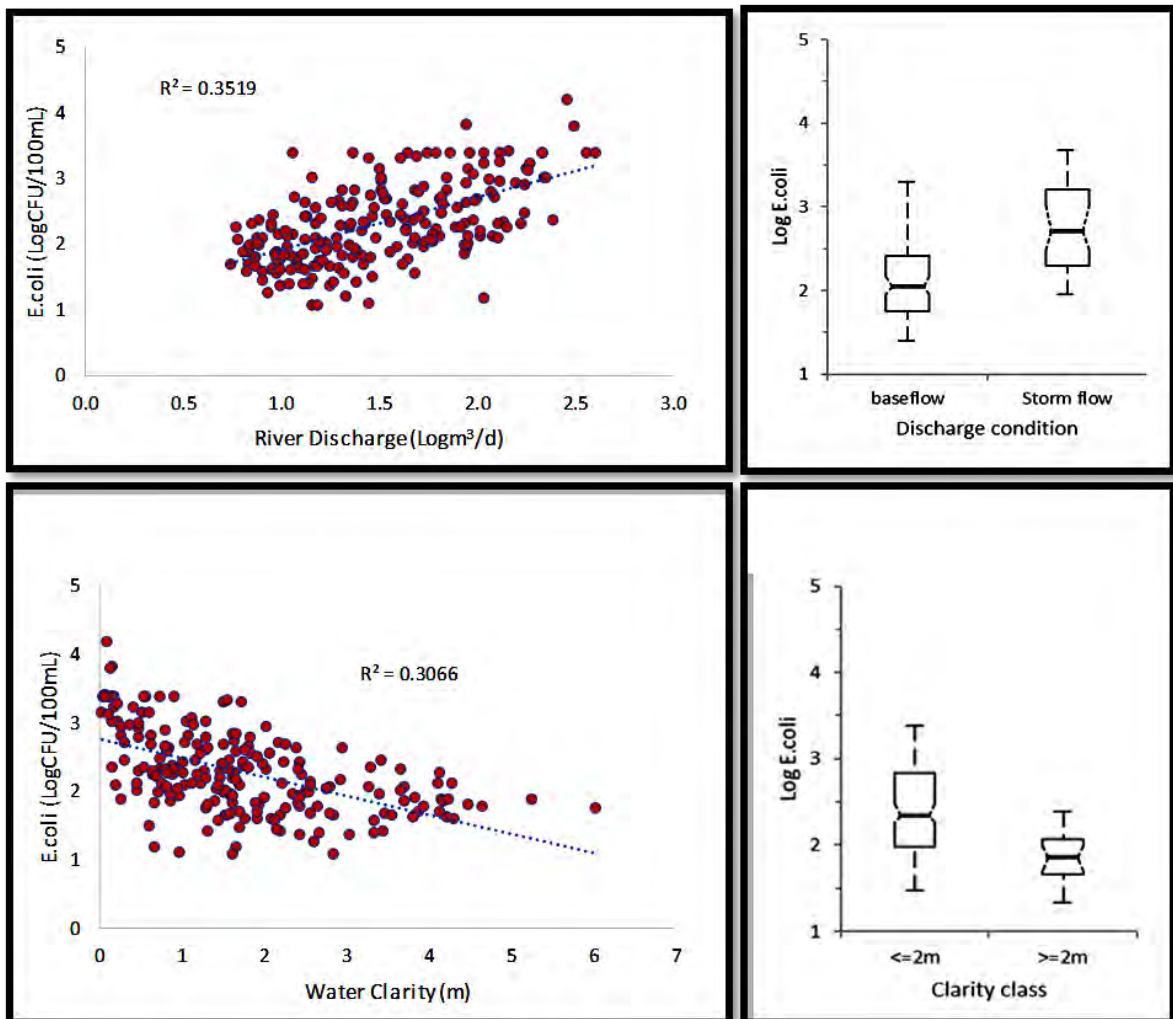 5
4
3
2
1
0
E.coli (LogCFU/100mL)
R² = 0.3519
0.0 0.5 1.0 1.5 2.0 2.5 3.0
River Discharge (Logm³/d)
5
4
3
2
1
Log E.coli
baseflow Storm flow
Discharge condition
5
4
3
2
1
0
E.coli (LogCFU/100mL)
R² = 0.3066
0 1 2 3 4 5 6 7
Water Clarity (m)
5
4
3
2
1
Log E.coli
<=2m >=2m
Clarity class